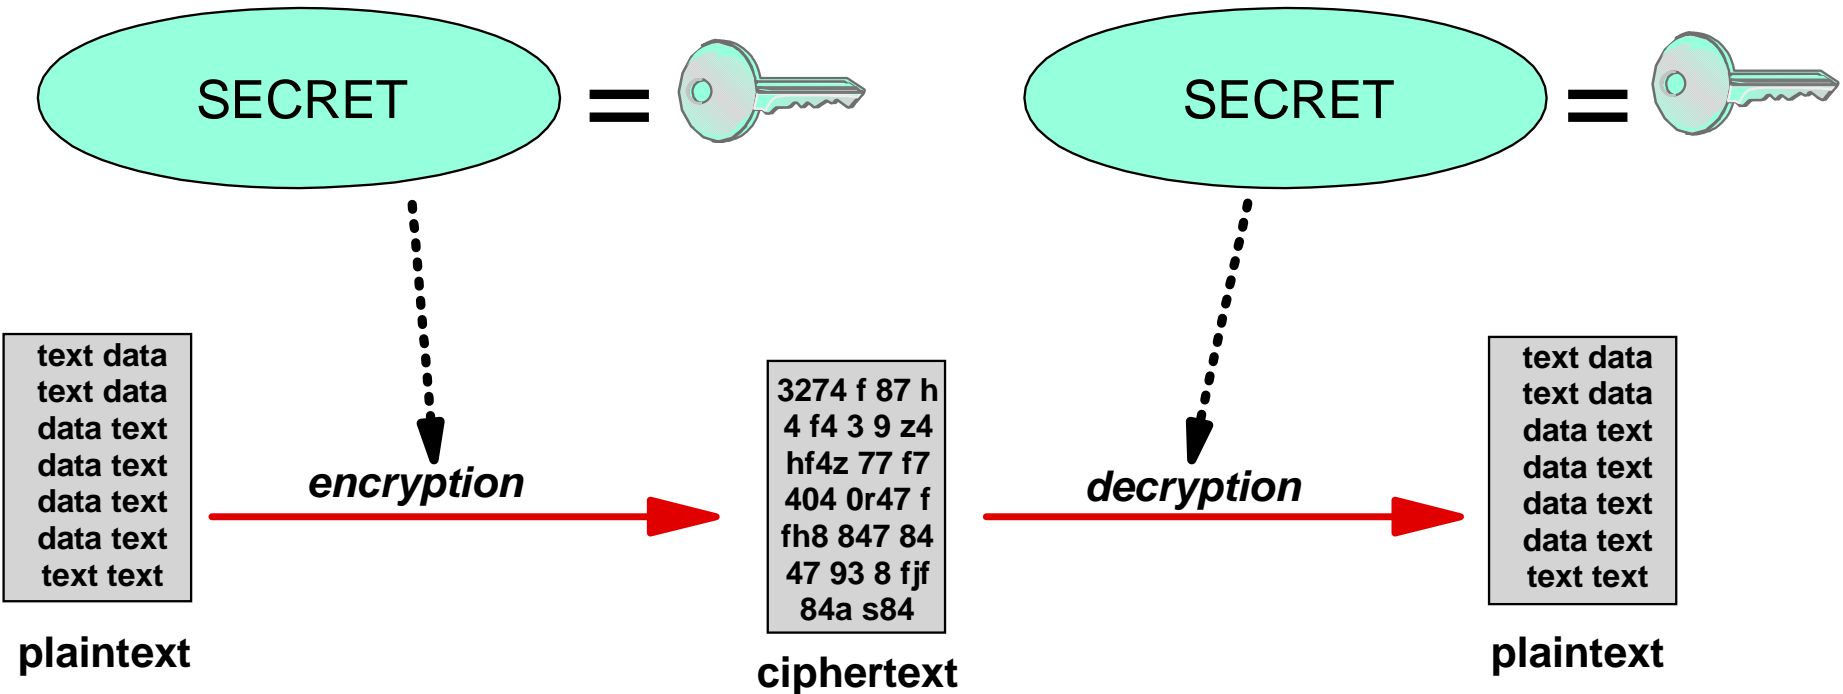 SECRET
=
SECRET
=
text data
text data
data text
data text
data text
data text
text text
plaintext
encryption
3274 f 87 h
4 f4 3 9 z4
hf4z 77 f7
404 0r47 f
fh8 847 84
47 93 8 fjf
84a s84
ciphertext
decryption
text data
text data
data text
data text
data text
data text
text text
plaintext